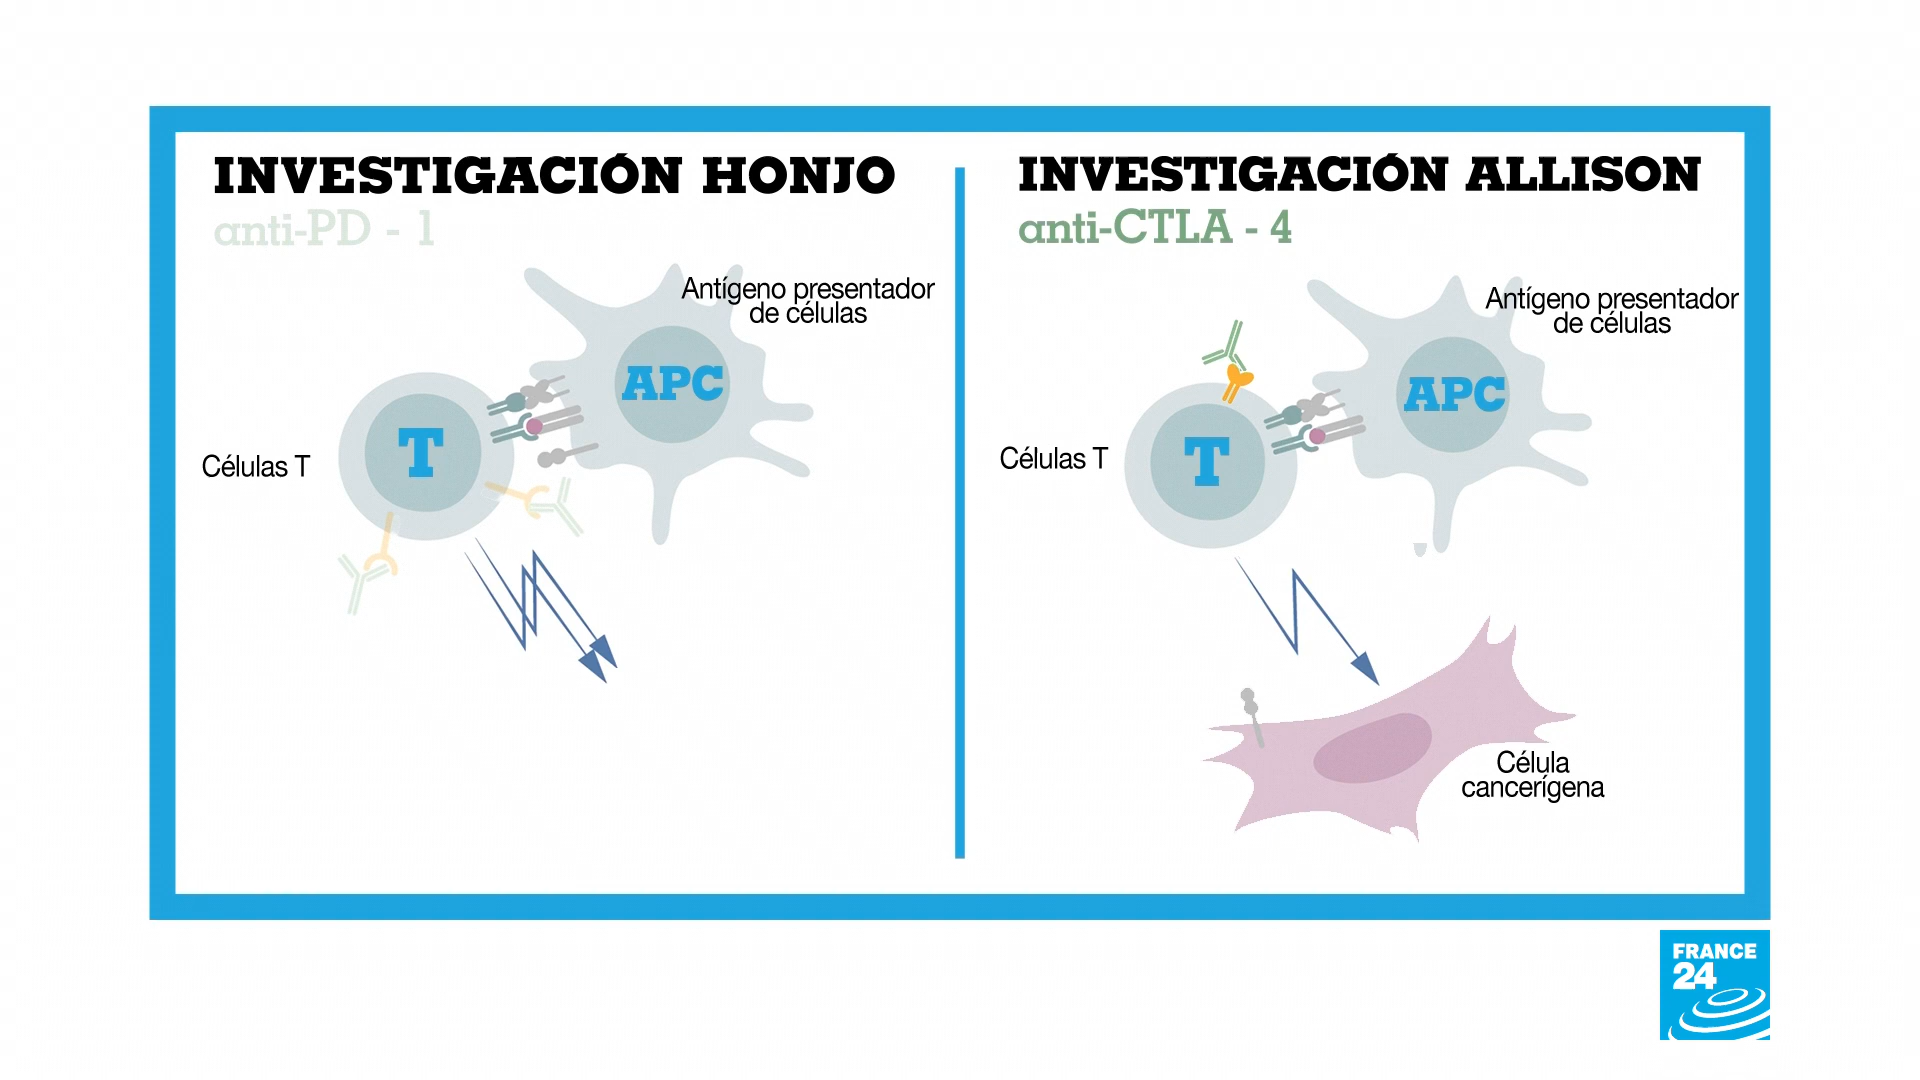 INVESTIGACIÓN HONJO
anti-PD - 1
Antígeno presentador
de células
APC
T
Células T
INVESTIGACIÓN ALLISON
anti-CTLA - 4
Antígeno presentador
de células
APC
T
Células T
Célula
cancerígena
FRANCE
24